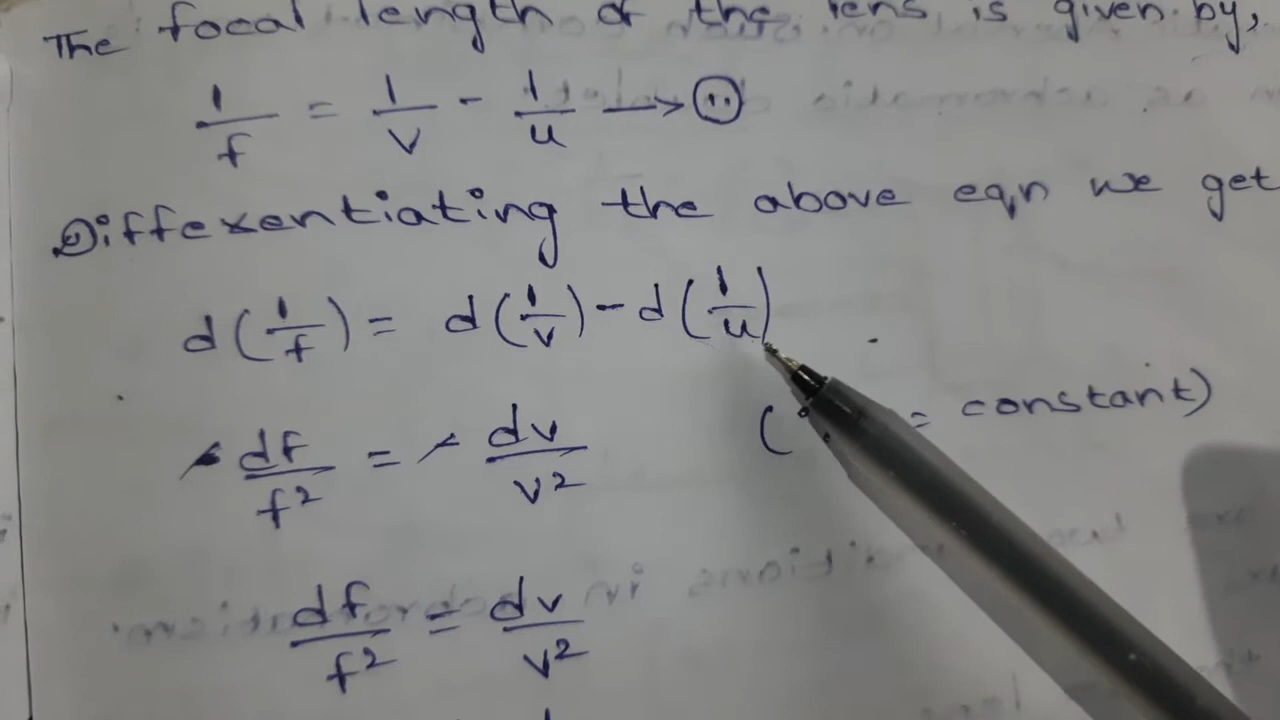 The focal length of the lens is given by,
1/f = 1/v - 1/u → (ii)
Differentiating the above eqn we get
d(1/f) = d(1/v) - d(1/u)
- df/f² = - dv/v² ( = constant)
df/f² = dv/v²